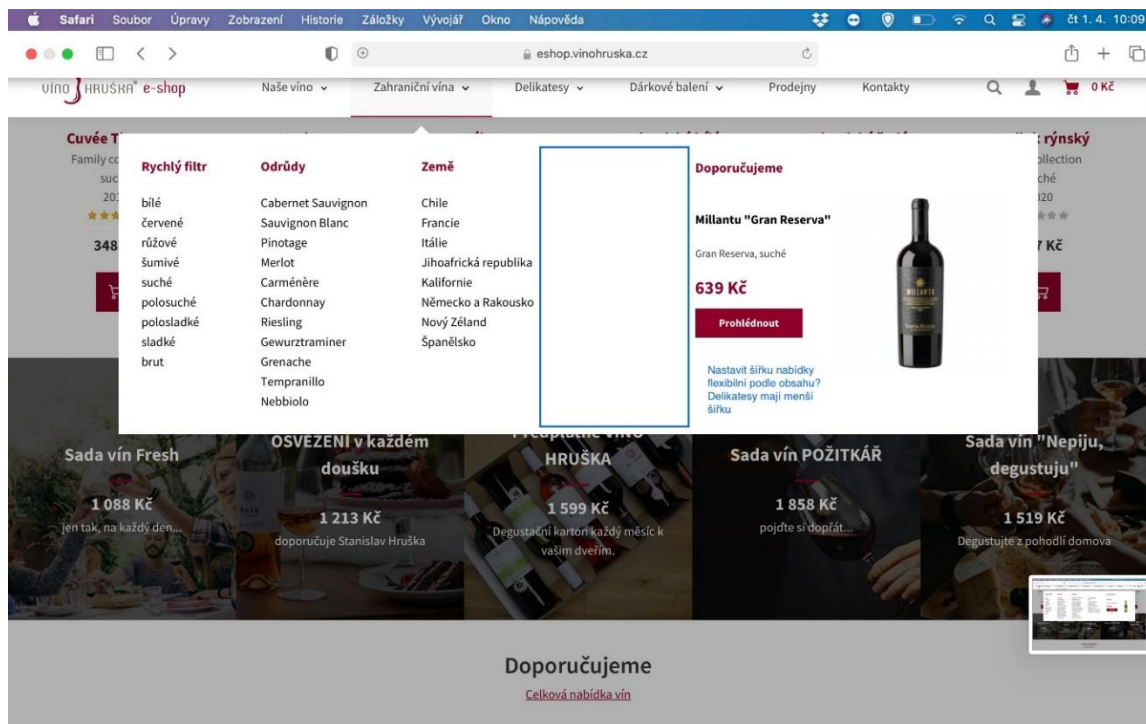 Safari Soubor Úpravy Zobrazení Historie Záložky Vývojář Okno Nápověda čt 1. 4. 10:09
eshop.vinohruska.cz
VÍNO HRUŠKA® e-shop Naše víno Zahraniční vína Delikatesy Dárkové balení Prodejny Kontakty 0 Kč
Cuvée rýnský
Family
348 Kč
Rychlý filtr
bílé
červené
růžové
šumivé
suché
polosuché
polosladké
sladké
brut
Odrůdy
Cabernet Sauvignon
Sauvignon Blanc
Pinotage
Merlot
Carménère
Chardonnay
Riesling
Gewurztraminer
Grenache
Tempranillo
Nebbiolo
Země
Chile
Francie
Itálie
Jihoafrická republika
Kalifornie
Německo a Rakousko
Nový Zéland
Španělsko
Doporučujeme
Millantu "Gran Reserva"
Gran Reserva, suché
639 Kč
Prohlédnout
MILLANTU
Nastavit šířku nabídky
flexibilní podle obsahu?
Delikatesy mají menší
šířku
Sada vín Fresh
1 088 Kč
jen tak, na každý den...
OSVĚŽENÍ v každém
doušku
1 213 Kč
doporučuje Stanislav Hruška
Předplatné VÍNO
HRUŠKA
1 599 Kč
Degustační karton každý měsíc k
vašim dveřím.
Sada vín POŽITKÁŘ
1 858 Kč
pojďte si dopřát...
Sada vín "Nepiju,
degustuju"
1 519 Kč
Degustujte z pohodlí domova
Doporučujeme
Celková nabídka vín